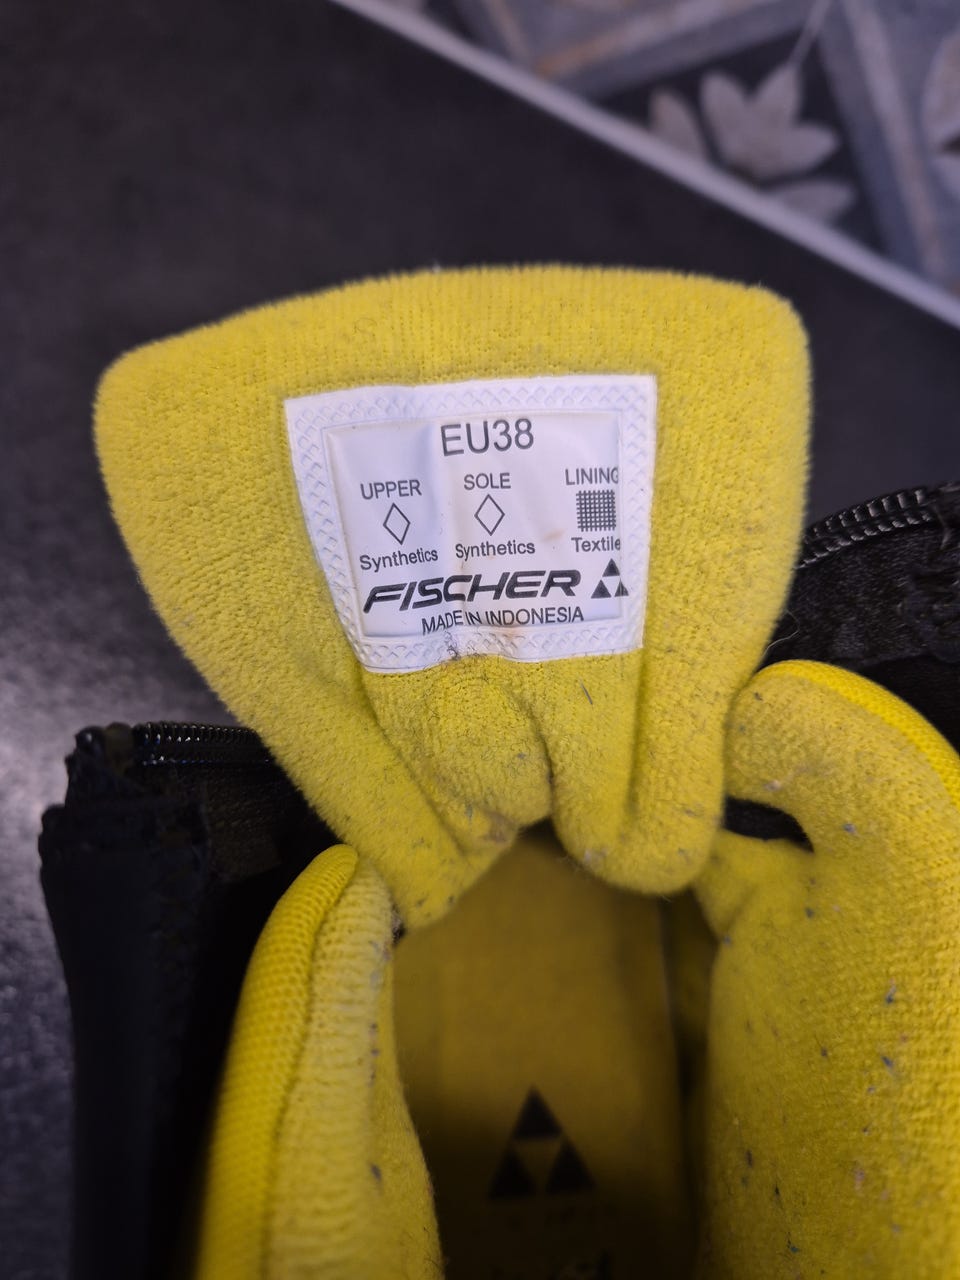 EU38
UPPER SOLE LINING
Synthetics Synthetics Textile
FISCHER
MADE IN INDONESIA